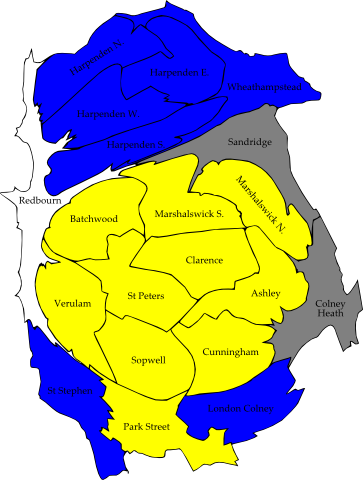 Harpenden N.
Harpenden E.
Wheathampstead
Harpenden W.
Harpenden S.
Sandridge
Redbourn
Marshalswick N.
Batchwood
Marshalswick S.
Clarence
St Peters
Ashley
Verulam
Colney
Heath
Sopwell
Cunningham
St Stephen
London Colney
Park Street